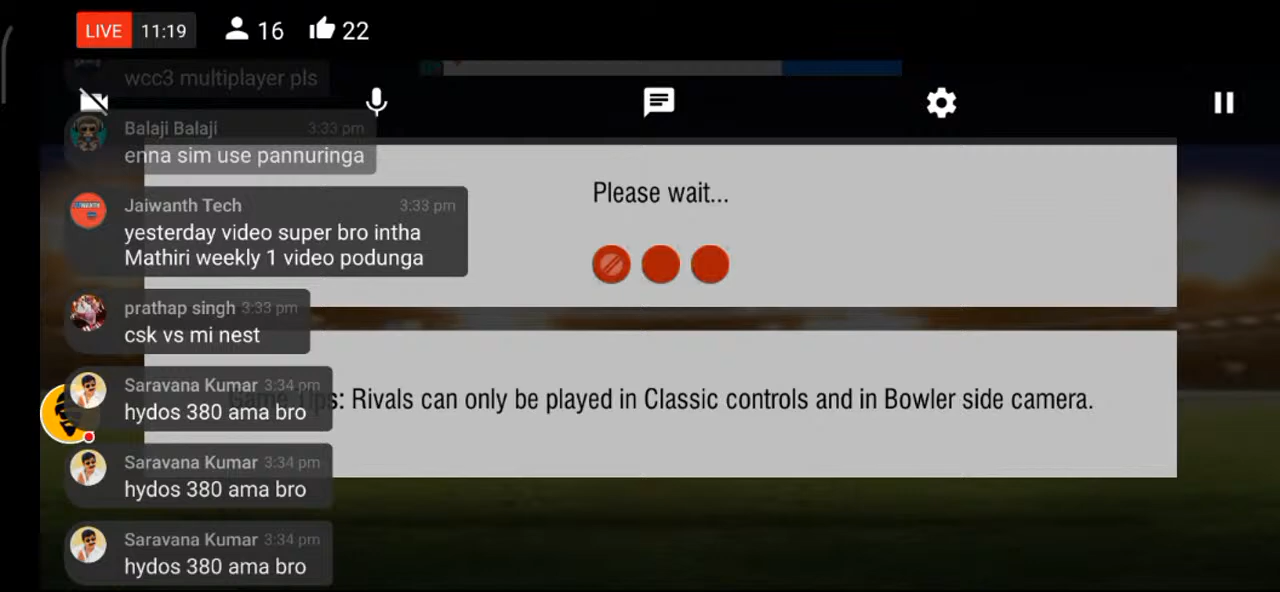 LIVE 11:19 16 22
wcc3 multiplayer pls
Balaji Balaji 3:33 pm
enna sim use pannuringa
Please wait...
Jaiwanth Tech 3:33 pm
yesterday video super bro intha
Mathiri weekly 1 video podunga
prathap singh 3:33 pm
csk vs mi nest
Saravana Kumar 3:34 pm
hydos 380 ama bro
Game Tips: Rivals can only be played in Classic controls and in Bowler side camera.
Saravana Kumar 3:34 pm
hydos 380 ama bro
Saravana Kumar 3:34 pm
hydos 380 ama bro